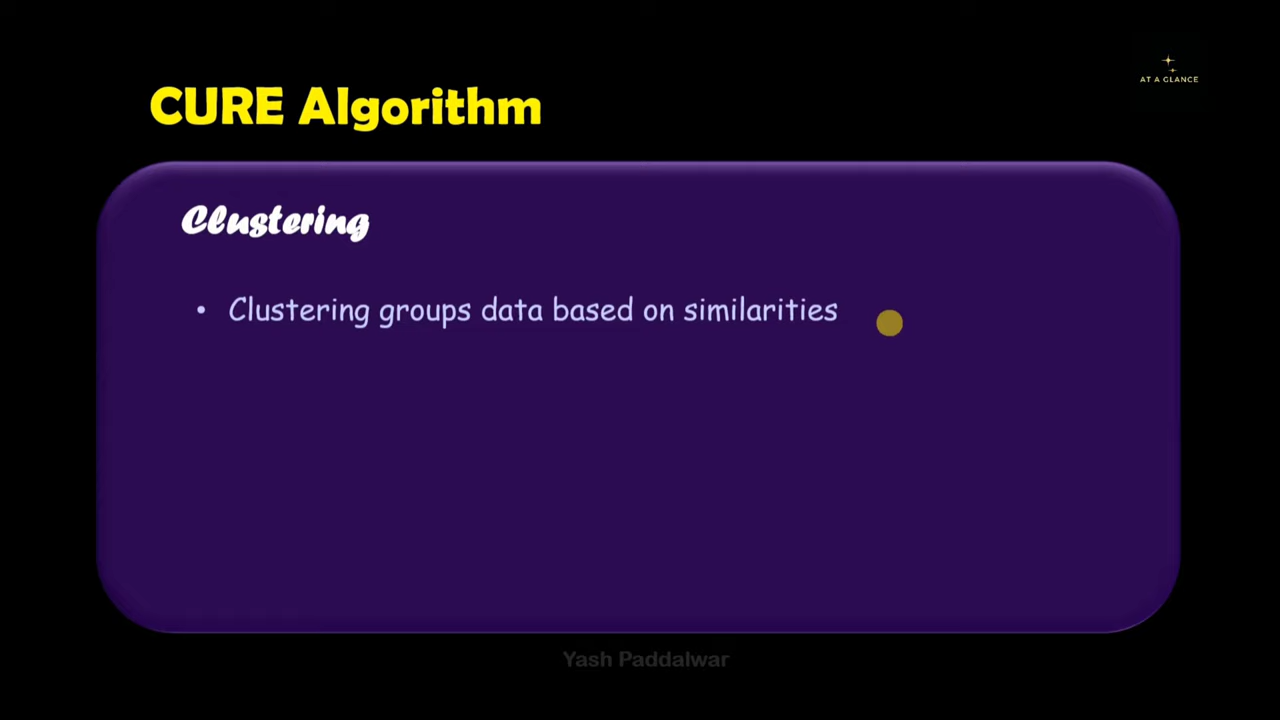 AT A GLANCE
CURE Algorithm
Clustering
• Clustering groups data based on similarities
Yash Paddalwar